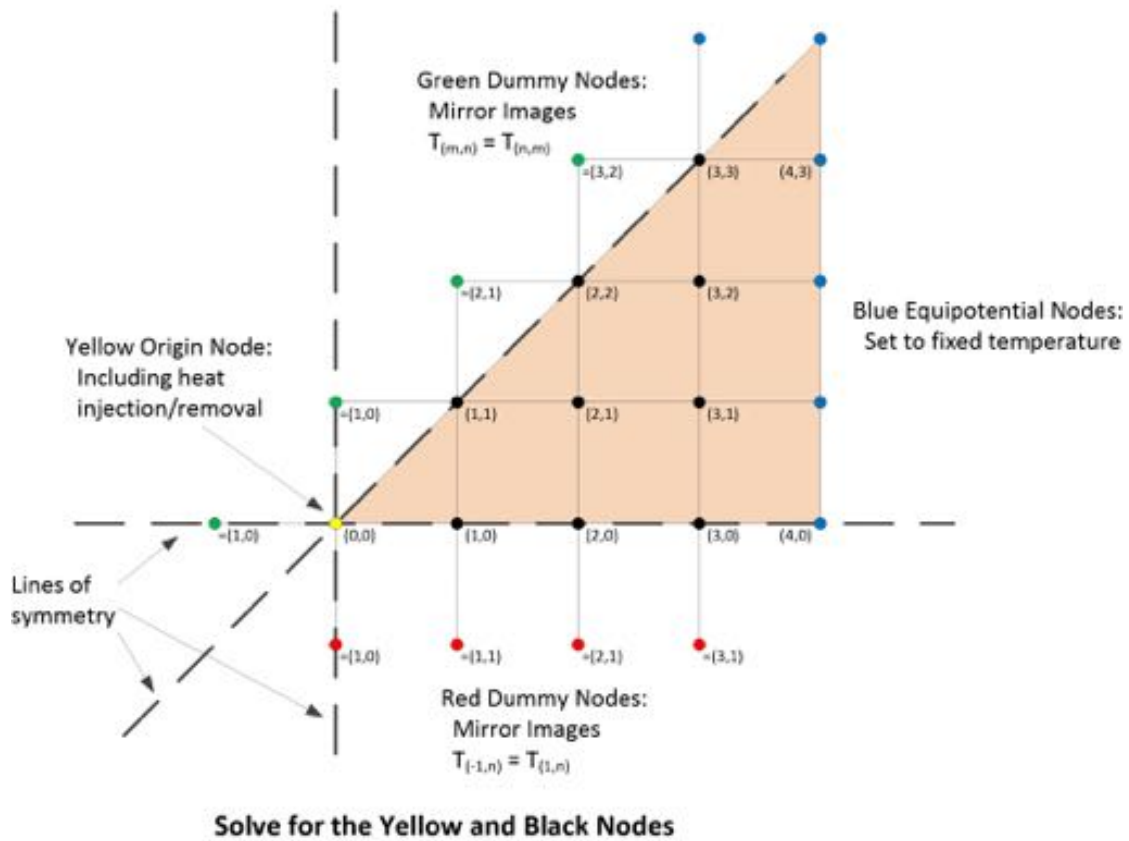 Green Dummy Nodes:
Mirror Images
T(m,n) = T(n,m)
=(3,2)
(3,3)
(4,3)
=(2,1)
(2,2)
(3,2)
Blue Equipotential Nodes:
Set to fixed temperature
Yellow Origin Node:
Including heat
injection/removal
=(1,0)
(1,1)
(2,1)
(3,1)
=(1,0)
(0,0)
(1,0)
(2,0)
(3,0)
(4,0)
Lines of
symmetry
=(1,0)
=(1,1)
=(2,1)
=(3,1)
Red Dummy Nodes:
Mirror Images
T(-1,n) = T(1,n)
Solve for the Yellow and Black Nodes